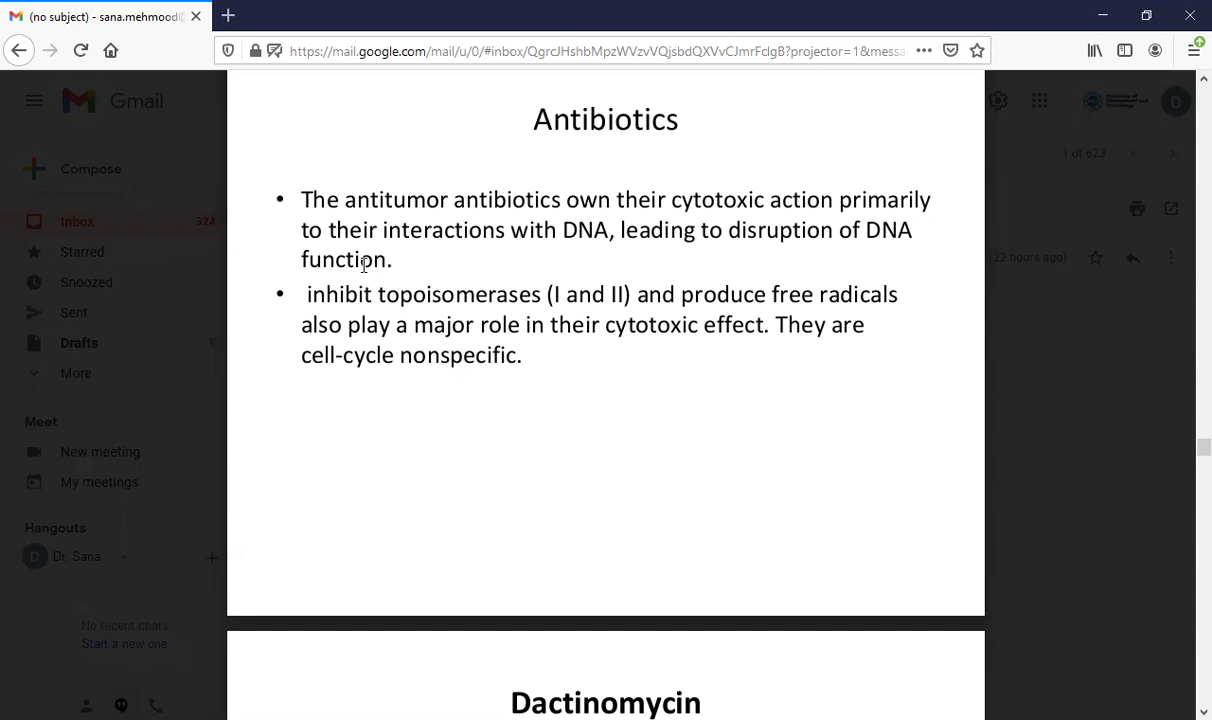 (no subject) - sana.mehmood@
https://mail.google.com/mail/u/0/#inbox/QgrcJHshbMpzWVzvVQjsbdQXVvCJmrFclgB?projector=1&messa
Gmail
Compose
Inbox 324
Starred
Snoozed
Sent
Drafts 9
More
Meet
New meeting
My meetings
Hangouts
Dr. Sana
No recent chats
Start a new one
Antibiotics
• The antitumor antibiotics own their cytotoxic action primarily
to their interactions with DNA, leading to disruption of DNA
function.
• inhibit topoisomerases (I and II) and produce free radicals
also play a major role in their cytotoxic effect. They are
cell-cycle nonspecific.
Dactinomycin
D
1 of 623
22 hours ago)
D